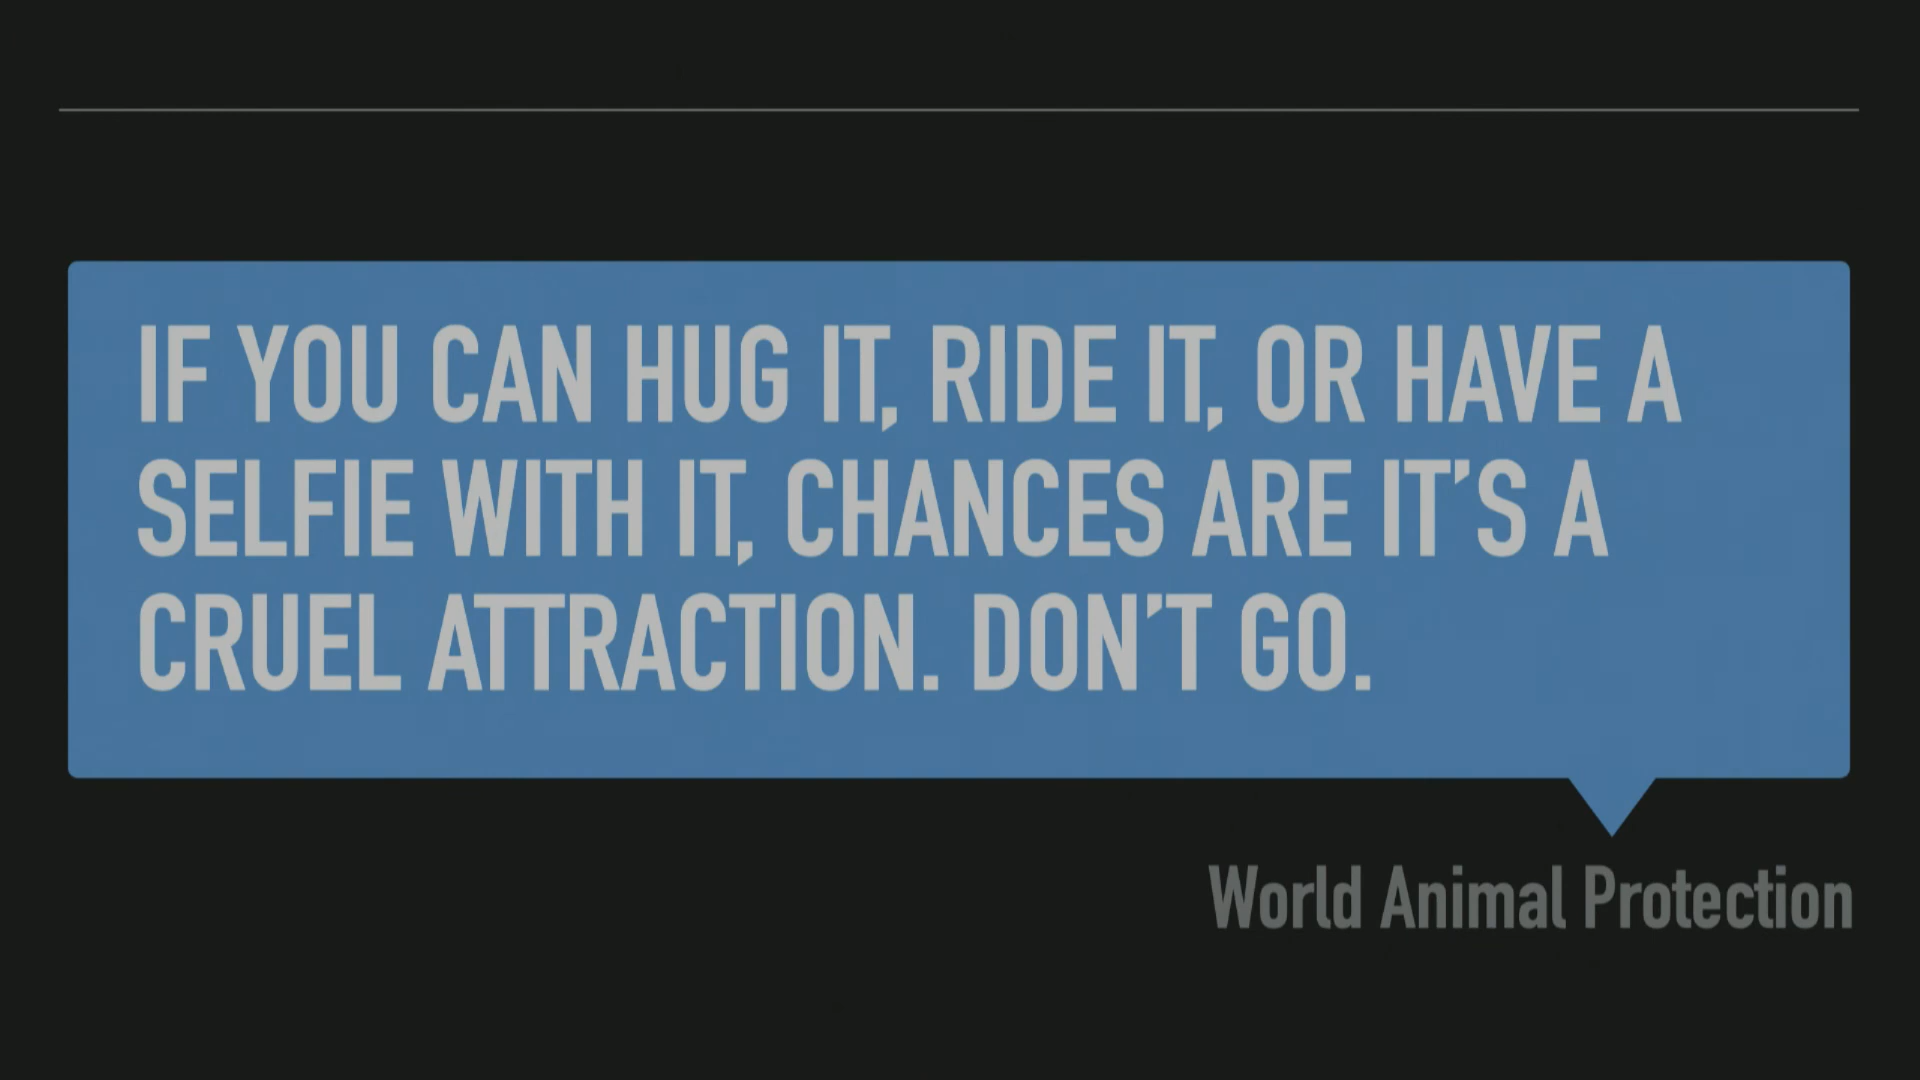 IF YOU CAN HUG IT, RIDE IT, OR HAVE A
SELFIE WITH IT, CHANCES ARE IT’S A
CRUEL ATTRACTION. DON’T GO.
World Animal Protection